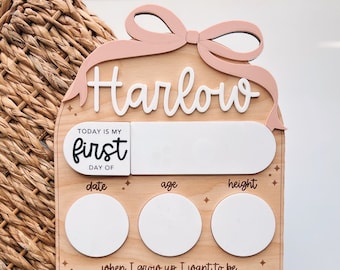 Harlow
TODAY IS MY
first
DAY OF
date age height
when I grow up I want to be